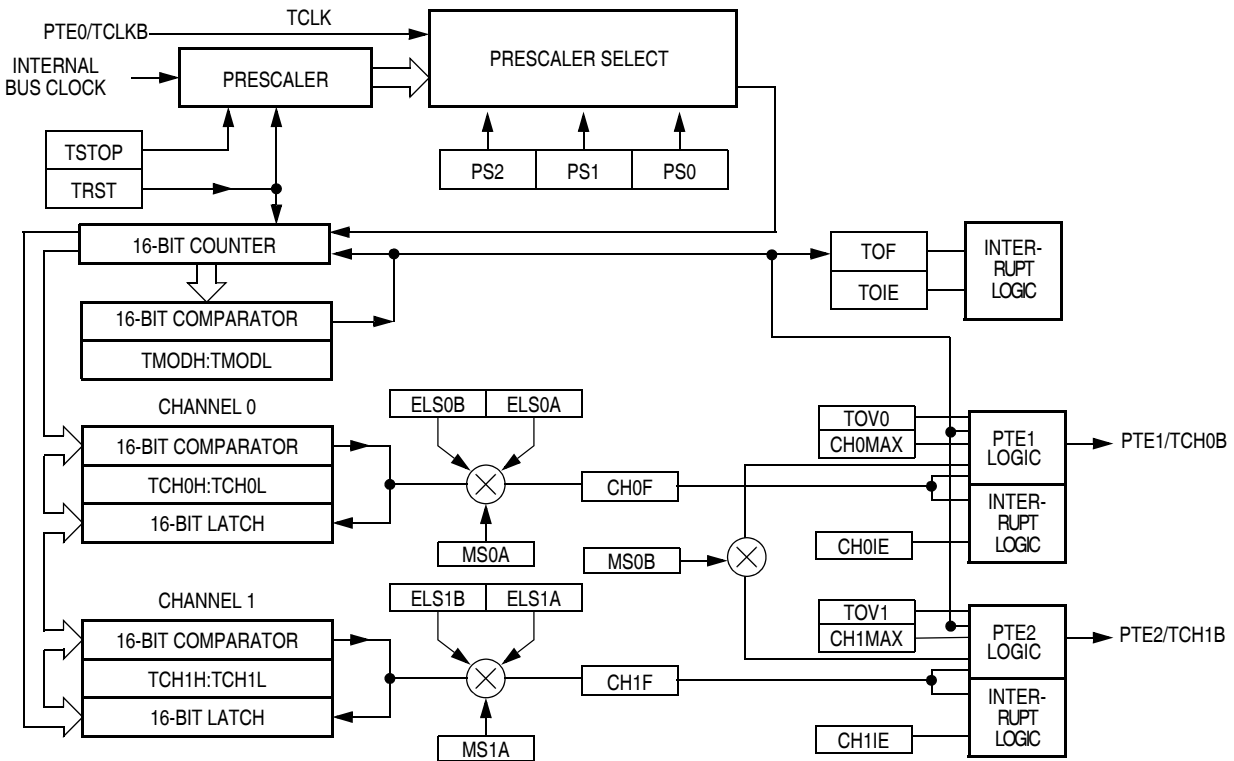 TCLK
PTE0/TCLKB
PRESCALER SELECT
INTERNAL
BUS CLOCK
PRESCALER
TSTOP
TRST
PS2
PS1
PS0
16-BIT COUNTER
TOF
TOIE
INTER-
RUPT
LOGIC
16-BIT COMPARATOR
TMODH:TMODL
CHANNEL 0
ELS0B
ELS0A
16-BIT COMPARATOR
TCH0H:TCH0L
16-BIT LATCH
MS0A
CH0F
TOV0
CH0MAX
PTE1
LOGIC
PTE1/TCH0B
INTER-
RUPT
LOGIC
CH0IE
MS0B
CHANNEL 1
ELS1B
ELS1A
16-BIT COMPARATOR
TCH1H:TCH1L
16-BIT LATCH
MS1A
CH1F
TOV1
CH1MAX
PTE2
LOGIC
PTE2/TCH1B
INTER-
RUPT
LOGIC
CH1IE